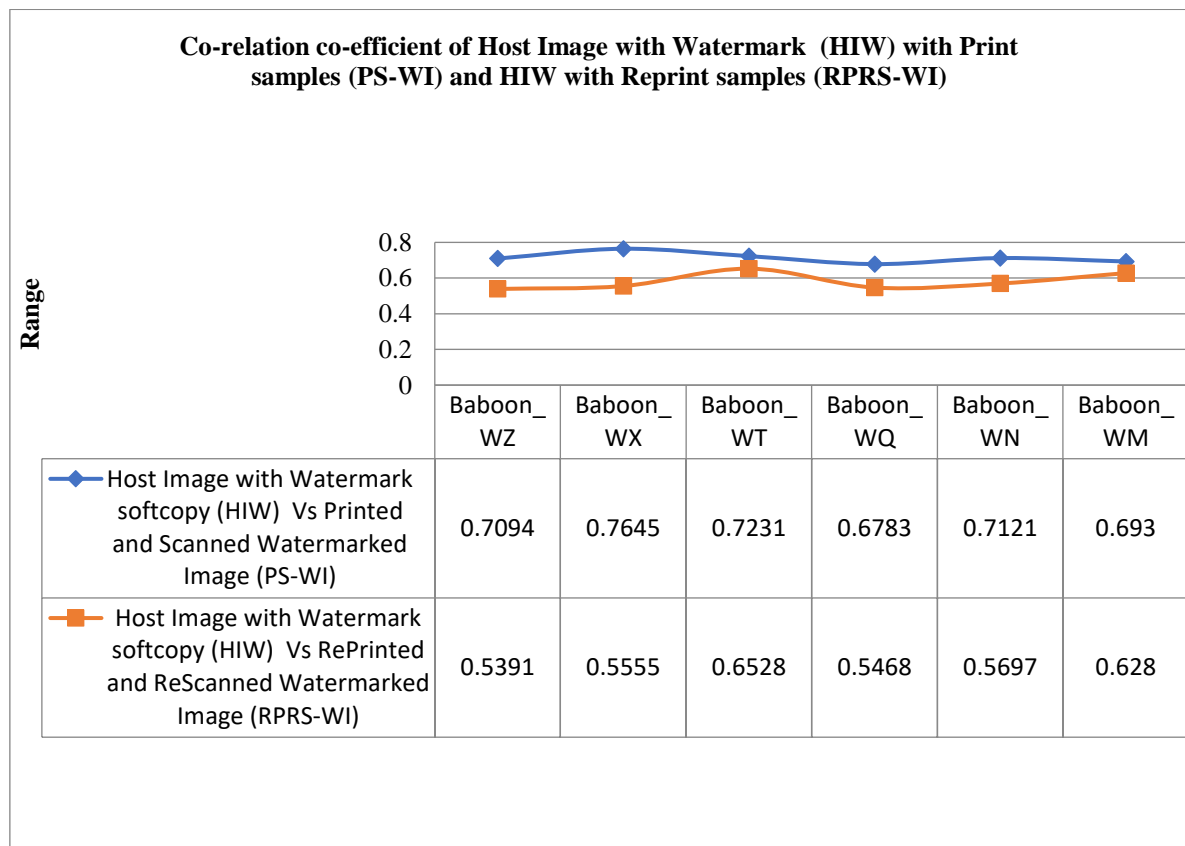 Co-relation co-efficient of Host Image with Watermark (HIW) with Print
samples (PS-WI) and HIW with Reprint samples (RPRS-WI)
Range
0.8
0.6
0.4
0.2
0
Baboon_
WZ
Baboon_
WX
Baboon_
WT
Baboon_
WQ
Baboon_
WN
Baboon_
WM
Host Image with Watermark
softcopy (HIW) Vs Printed
and Scanned Watermarked
Image (PS-WI)
0.7094
0.7645
0.7231
0.6783
0.7121
0.693
Host Image with Watermark
softcopy (HIW) Vs RePrinted
and ReScanned Watermarked
Image (RPRS-WI)
0.5391
0.5555
0.6528
0.5468
0.5697
0.628